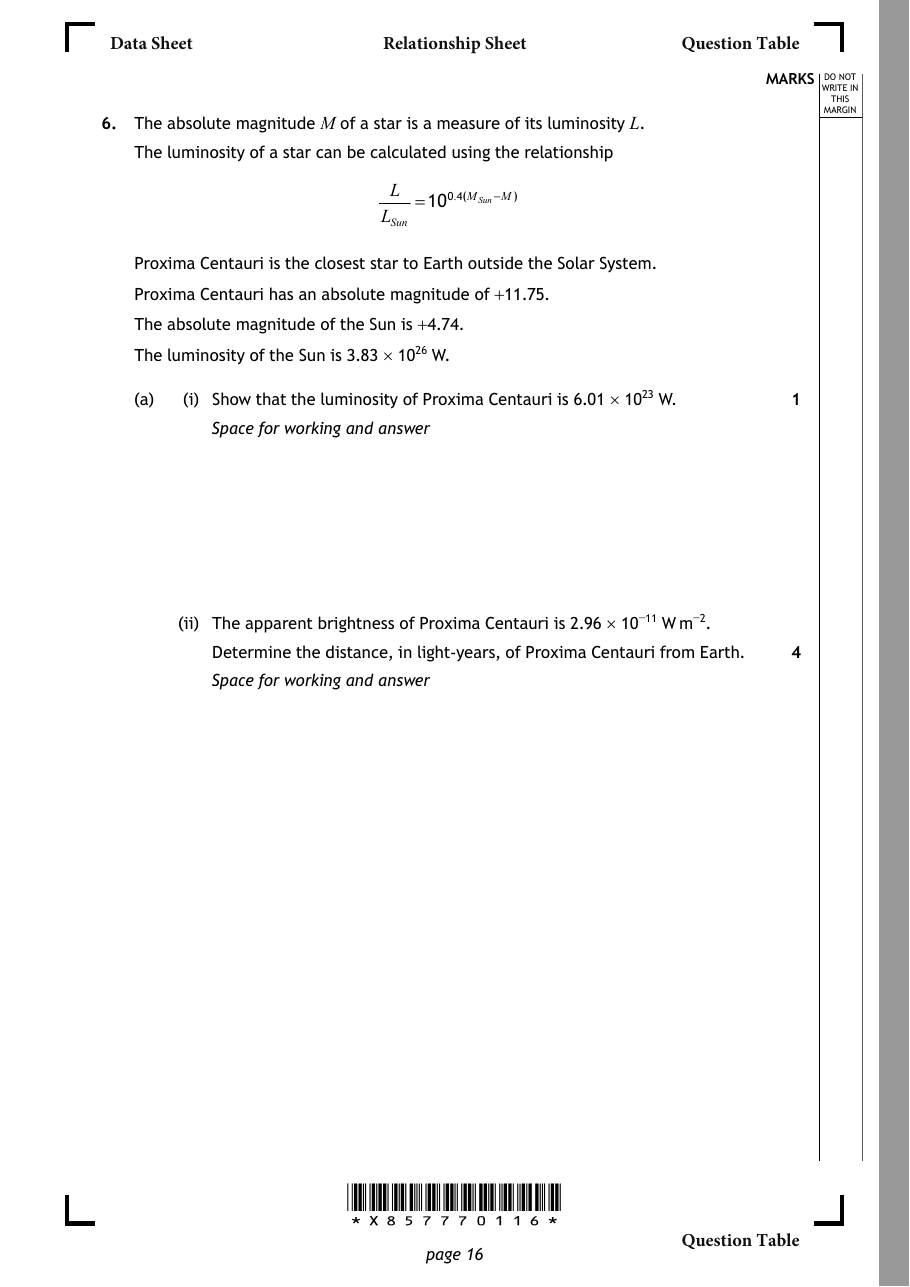 Data Sheet Relationship Sheet Question Table
MARKS
DO NOT
WRITE IN
THIS
MARGIN
6. The absolute magnitude M of a star is a measure of its luminosity L.
The luminosity of a star can be calculated using the relationship
L/L_Sun = 10^0.4(M_Sun − M)
Proxima Centauri is the closest star to Earth outside the Solar System.
Proxima Centauri has an absolute magnitude of +11.75.
The absolute magnitude of the Sun is +4.74.
The luminosity of the Sun is 3.83 × 10²⁶ W.
(a) (i) Show that the luminosity of Proxima Centauri is 6.01 × 10²³ W. 1
Space for working and answer
(ii) The apparent brightness of Proxima Centauri is 2.96 × 10⁻¹¹ W m⁻².
Determine the distance, in light-years, of Proxima Centauri from Earth. 4
Space for working and answer
* X 8 5 7 7 7 0 1 1 6 *
page 16
Question Table